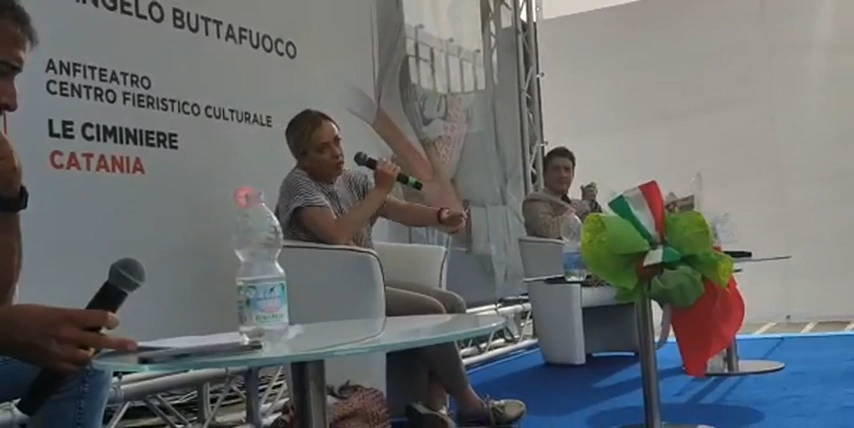 ANGELO BUTTAFUOCO
ANFITEATRO
CENTRO FIERISTICO CULTURALE
LE CIMINIERE
CATANIA